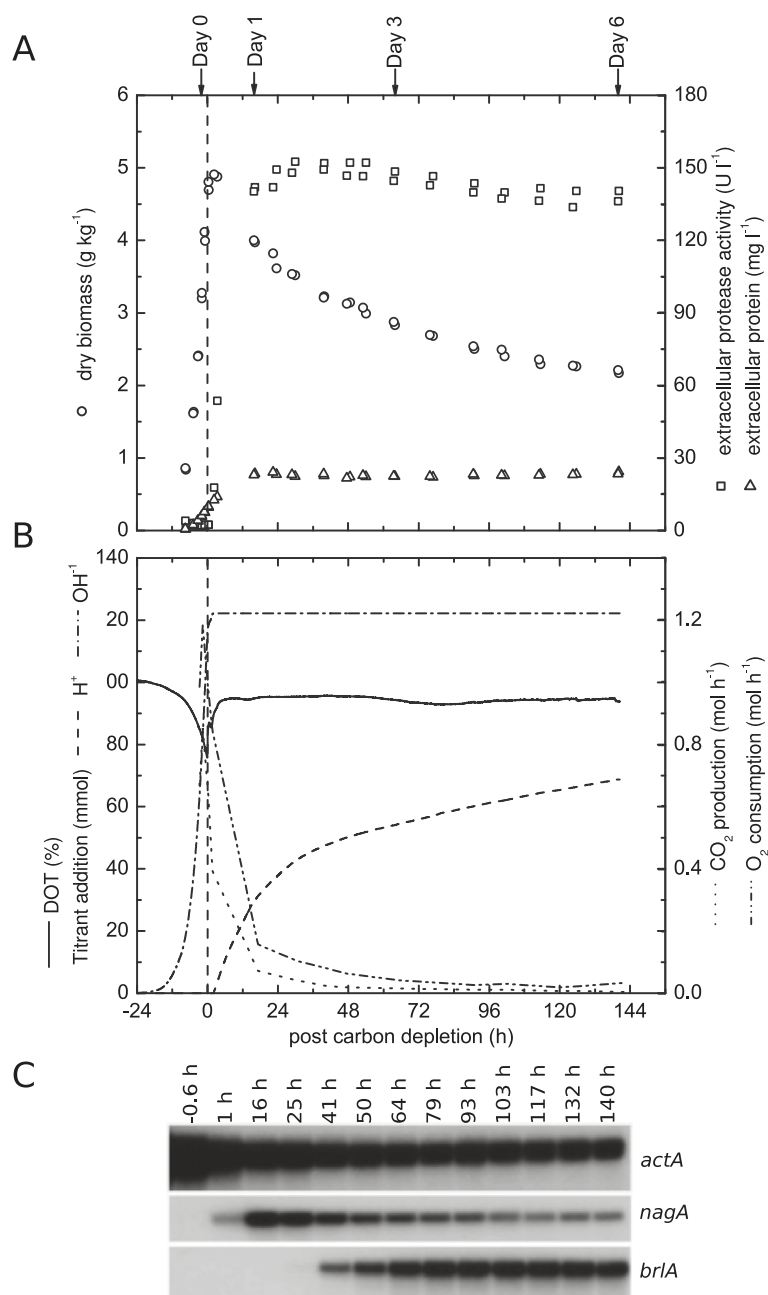 Day 0
Day 1
Day 3
Day 6
A
6
5
4
3
2
1
0
180
150
120
90
60
30
0
dry biomass (g kg⁻¹)
extracellular protease activity (U l⁻¹)
extracellular protein (mg l⁻¹)
B
140
20
00
80
60
40
20
0
1.2
0.8
0.4
0.0
DOT (%)
Titrant addition (mmol) H⁺ OH⁻¹
CO₂ production (mol h⁻¹)
O₂ consumption (mol h⁻¹)
-24 0 24 48 72 96 120 144
post carbon depletion (h)
C
-0.6 h 1 h 16 h 25 h 41 h 50 h 64 h 79 h 93 h 103 h 117 h 132 h 140 h
actA
nagA
brlA